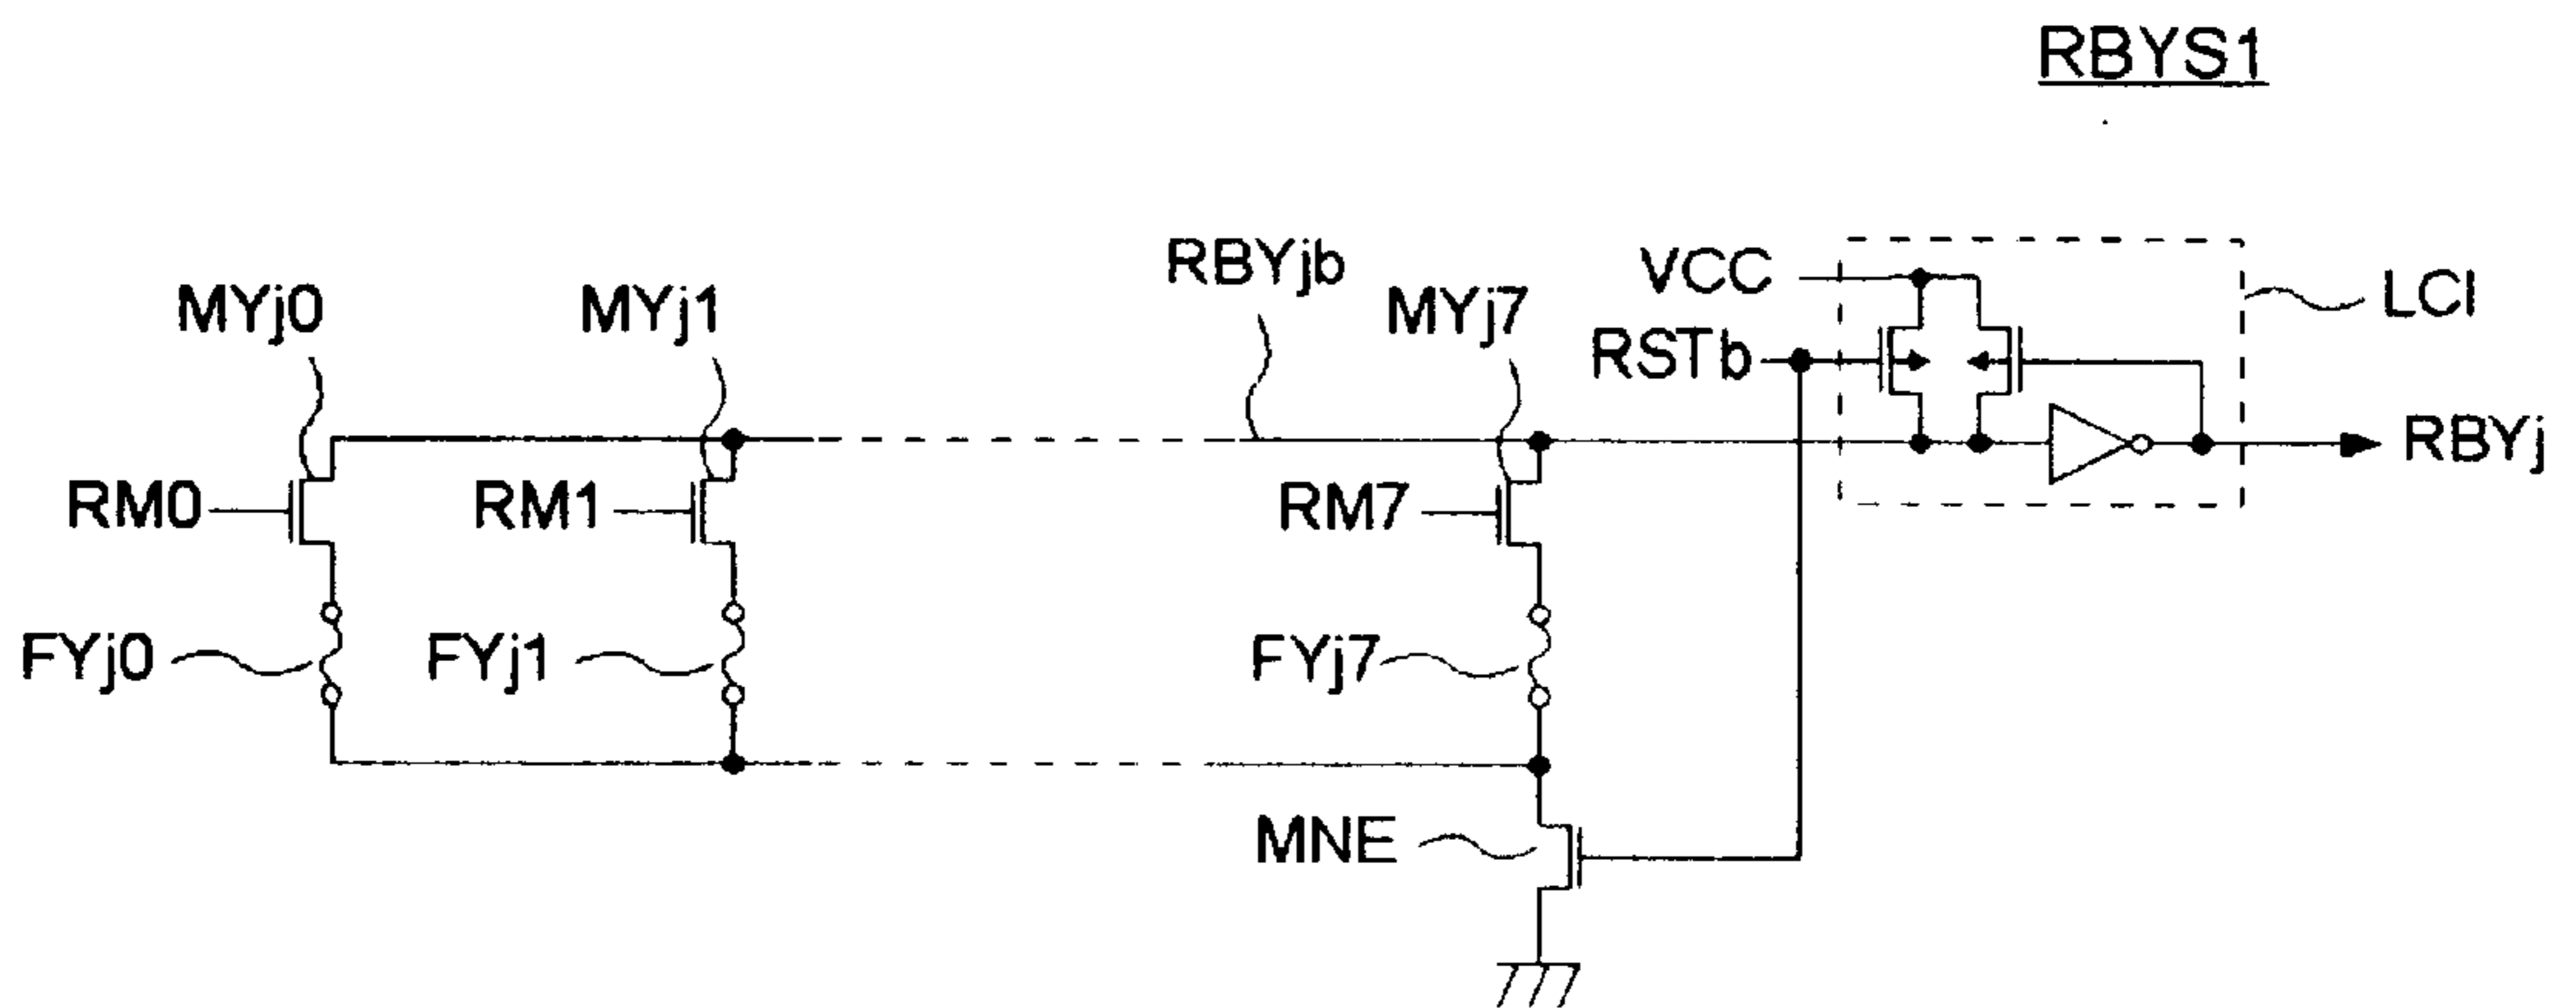 RBYS1
RBYjb
VCC
MYj0
MYj1
MYj7
LCI
RSTb
RBYj
RM0
RM1
RM7
FYj0
FYj1
FYj7
MNE